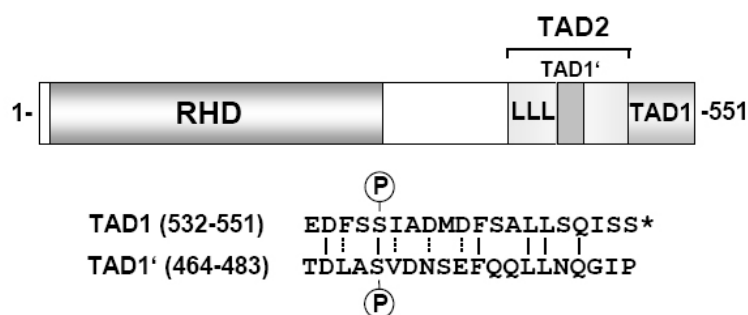 TAD2
TAD1‘
1- RHD LLL TAD1 -551
P
TAD1 (532-551) EDFSSIADMDFSALLSQISS*
TAD1‘ (464-483) TDLASVDNSEFQQLLNQGIP
P